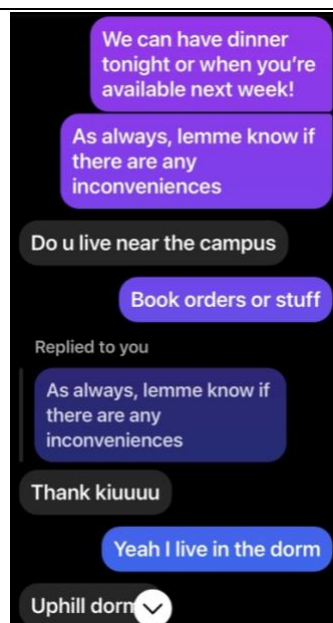 We can have dinner
tonight or when you're
available next week!
As always, lemme know if
there are any
inconveniences
Do u live near the campus
Book orders or stuff
Replied to you
As always, lemme know if
there are any
inconveniences
Thank kiuuuu
Yeah I live in the dorm
Uphill dorm